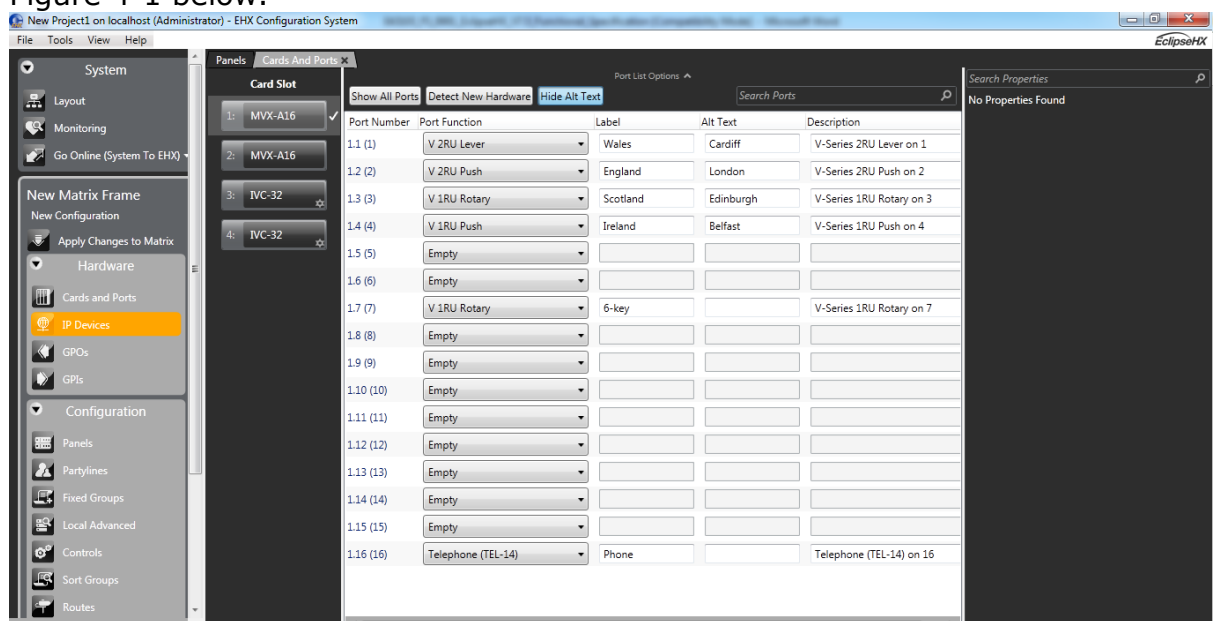 Figure 4-1 below:
New Project1 on localhost (Administrator) - EHX Configuration System
File Tools View Help
EclipseHX
System
Layout
Monitoring
Go Online (System To EHX)
New Matrix Frame
New Configuration
Apply Changes to Matrix
Hardware
Cards and Ports
IP Devices
GPOs
GPIs
Configuration
Panels
Partylines
Fixed Groups
Local Advanced
Controls
Sort Groups
Routes
Panels Cards And Ports
Card Slot
1: MVX-A16
2: MVX-A16
3: IVC-32
4: IVC-32
Port List Options
Show All Ports Detect New Hardware Hide Alt Text Search Ports
Port Number Port Function Label Alt Text Description
1.1 (1) V 2RU Lever Wales Cardiff V-Series 2RU Lever on 1
1.2 (2) V 2RU Push England London V-Series 2RU Push on 2
1.3 (3) V 1RU Rotary Scotland Edinburgh V-Series 1RU Rotary on 3
1.4 (4) V 1RU Push Ireland Belfast V-Series 1RU Push on 4
1.5 (5) Empty
1.6 (6) Empty
1.7 (7) V 1RU Rotary 6-key V-Series 1RU Rotary on 7
1.8 (8) Empty
1.9 (9) Empty
1.10 (10) Empty
1.11 (11) Empty
1.12 (12) Empty
1.13 (13) Empty
1.14 (14) Empty
1.15 (15) Empty
1.16 (16) Telephone (TEL-14) Phone Telephone (TEL-14) on 16
Search Properties
No Properties Found